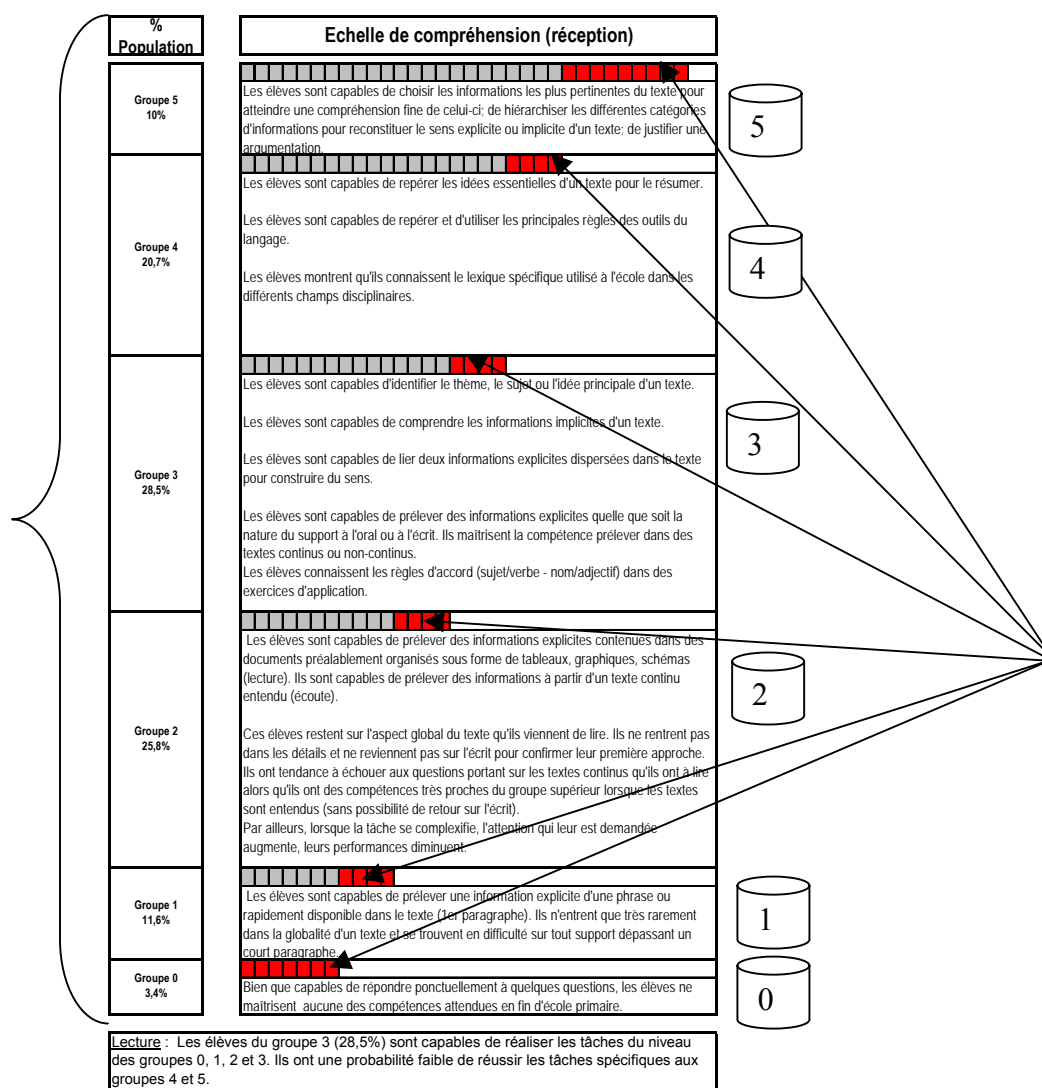 %
Population
Echelle de compréhension (réception)
Groupe 5
10%
Les élèves sont capables de choisir les informations les plus pertinentes du texte pour
atteindre une compréhension fine de celui-ci; de hiérarchiser les différentes catégories
d'informations pour reconstituer le sens explicite ou implicite d'un texte; de justifier une
argumentation.
5
Groupe 4
20,7%
Les élèves sont capables de repérer les idées essentielles d'un texte pour le résumer.
Les élèves sont capables de repérer et d'utiliser les principales règles des outils du
langage.
Les élèves montrent qu'ils connaissent le lexique spécifique utilisé à l'école dans les
différents champs disciplinaires.
4
Groupe 3
28,5%
Les élèves sont capables d'identifier le thème, le sujet ou l'idée principale d'un texte.
Les élèves sont capables de comprendre les informations implicites d'un texte.
Les élèves sont capables de lier deux informations explicites dispersées dans le texte
pour construire du sens.
Les élèves sont capables de prélever des informations explicites quelle que soit la
nature du support à l'oral ou à l'écrit. Ils maîtrisent la compétence prélever dans des
textes continus ou non-continus.
Les élèves connaissent les règles d'accord (sujet/verbe - nom/adjectif) dans des
exercices d'application.
3
Groupe 2
25,8%
Les élèves sont capables de prélever des informations explicites contenues dans des
documents préalablement organisés sous forme de tableaux, graphiques, schémas
(lecture). Ils sont capables de prélever des informations à partir d'un texte continu
entendu (écoute).
Ces élèves restent sur l'aspect global du texte qu'ils viennent de lire. Ils ne rentrent pas
dans les détails et ne reviennent pas sur l'écrit pour confirmer leur première approche.
Ils ont tendance à échouer aux questions portant sur les textes continus qu'ils ont à lire
alors qu'ils ont des compétences très proches du groupe supérieur lorsque les textes
sont entendus (sans possibilité de retour sur l'écrit).
Par ailleurs, lorsque la tâche se complexifie, l'attention qui leur est demandée
augmente, leurs performances diminuent.
2
Groupe 1
11,6%
Les élèves sont capables de prélever une information explicite d'une phrase ou
rapidement disponible dans le texte (1er paragraphe). Ils n'entrent que très rarement
dans la globalité d'un texte et se trouvent en difficulté sur tout support dépassant un
court paragraphe.
1
Groupe 0
3,4%
Bien que capables de répondre ponctuellement à quelques questions, les élèves ne
maîtrisent aucune des compétences attendues en fin d'école primaire.
0
Lecture : Les élèves du groupe 3 (28,5%) sont capables de réaliser les tâches du niveau
des groupes 0, 1, 2 et 3. Ils ont une probabilité faible de réussir les tâches spécifiques aux
groupes 4 et 5.